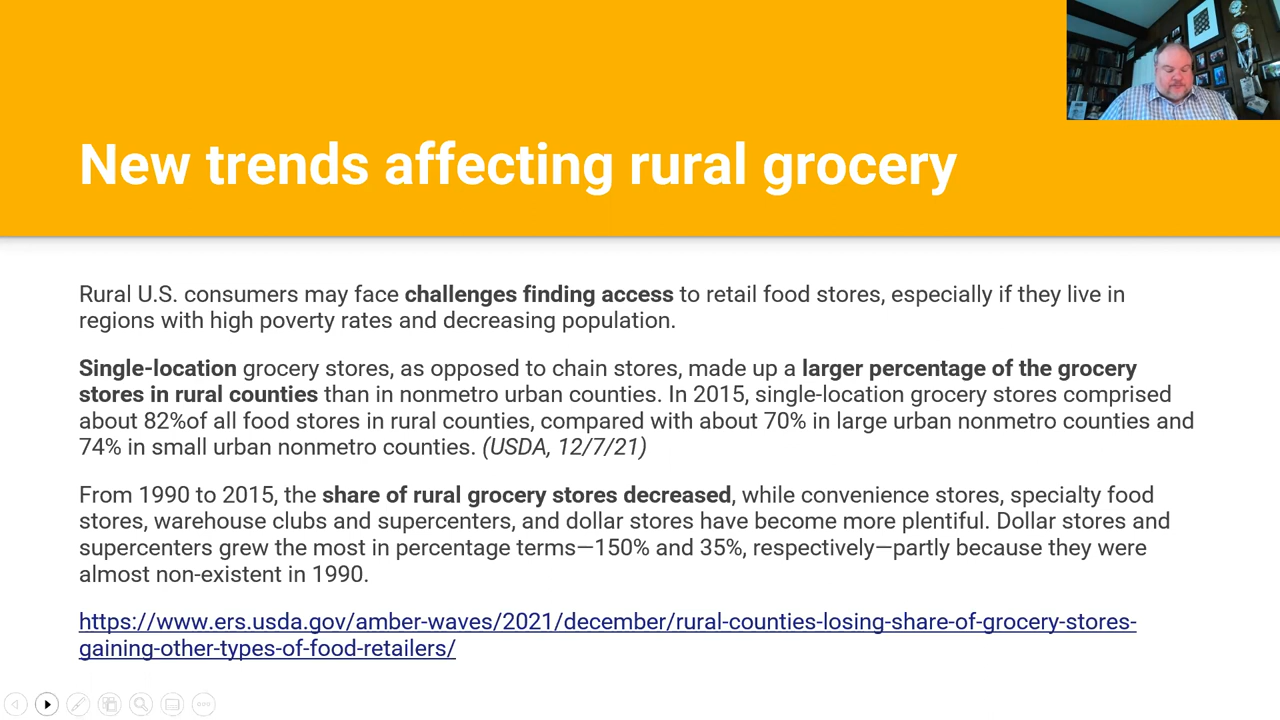 New trends affecting rural grocery
Rural U.S. consumers may face challenges finding access to retail food stores, especially if they live in
regions with high poverty rates and decreasing population.
Single-location grocery stores, as opposed to chain stores, made up a larger percentage of the grocery
stores in rural counties than in nonmetro urban counties. In 2015, single-location grocery stores comprised
about 82%of all food stores in rural counties, compared with about 70% in large urban nonmetro counties and
74% in small urban nonmetro counties. (USDA, 12/7/21)
From 1990 to 2015, the share of rural grocery stores decreased, while convenience stores, specialty food
stores, warehouse clubs and supercenters, and dollar stores have become more plentiful. Dollar stores and
supercenters grew the most in percentage terms—150% and 35%, respectively—partly because they were
almost non-existent in 1990.
https://www.ers.usda.gov/amber-waves/2021/december/rural-counties-losing-share-of-grocery-stores-
gaining-other-types-of-food-retailers/